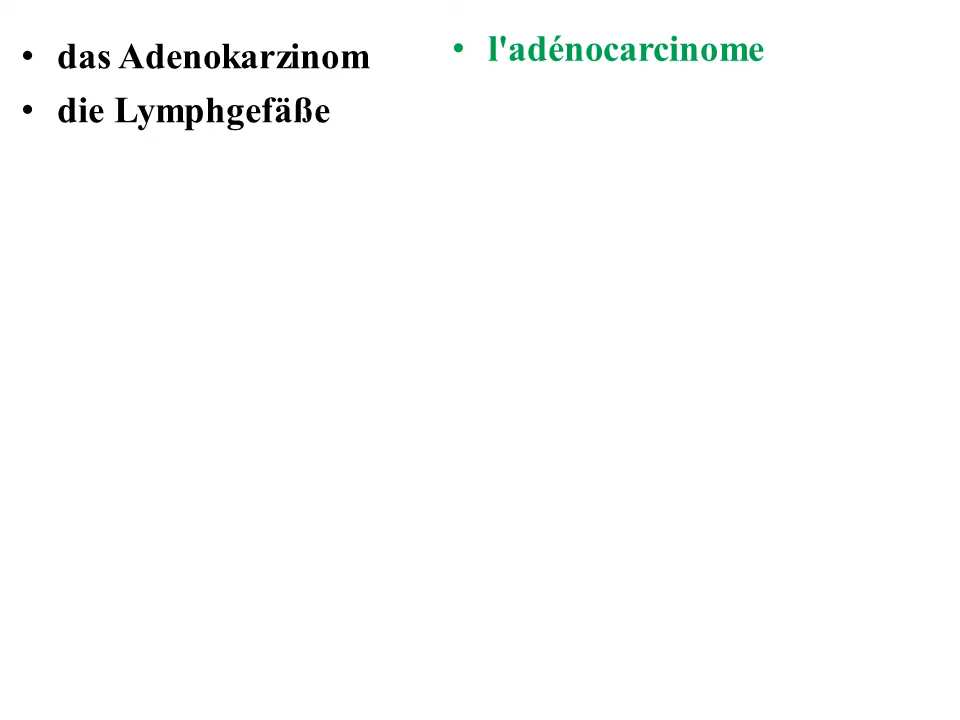 • das Adenokarzinom
• die Lymphgefäße
• l'adénocarcinome